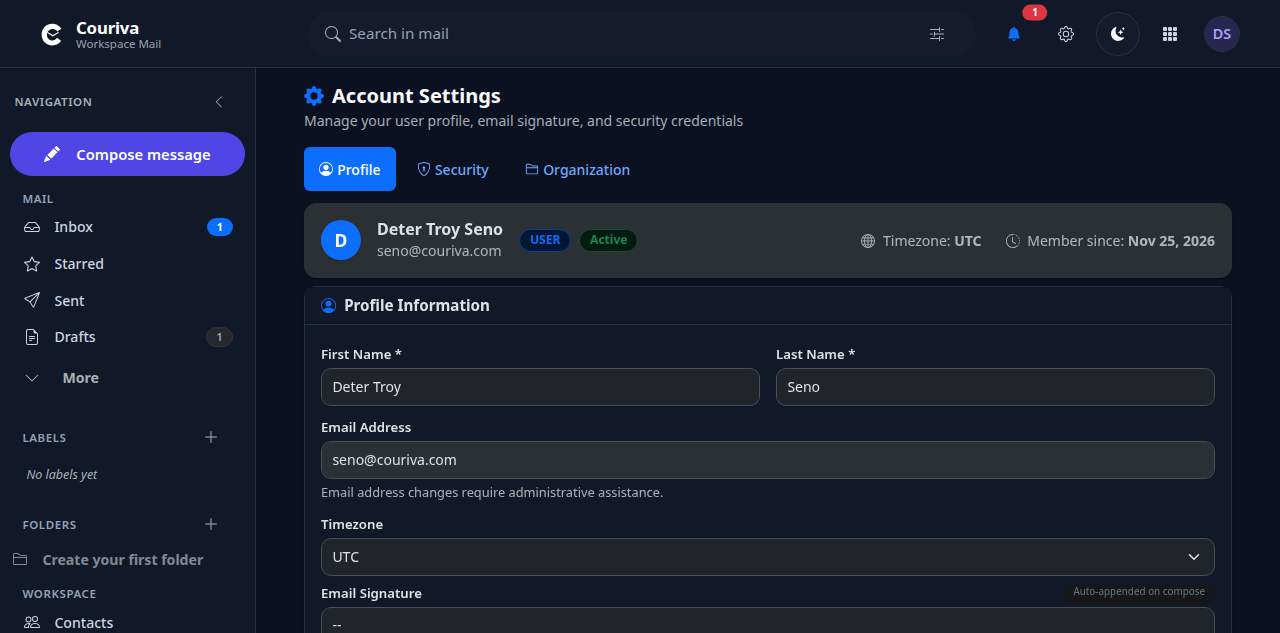 Couriva
Workspace Mail
Search in mail
1
DS
NAVIGATION
Compose message
MAIL
Inbox 1
Starred
Sent
Drafts 1
More
LABELS
No labels yet
FOLDERS
Create your first folder
WORKSPACE
Contacts
Account Settings
Manage your user profile, email signature, and security credentials
Profile Security Organization
D
Deter Troy Seno
seno@couriva.com
USER Active
Timezone: UTC Member since: Nov 25, 2026
Profile Information
First Name * Last Name *
Deter Troy Seno
Email Address
seno@couriva.com
Email address changes require administrative assistance.
Timezone
UTC
Email Signature Auto-appended on compose
--